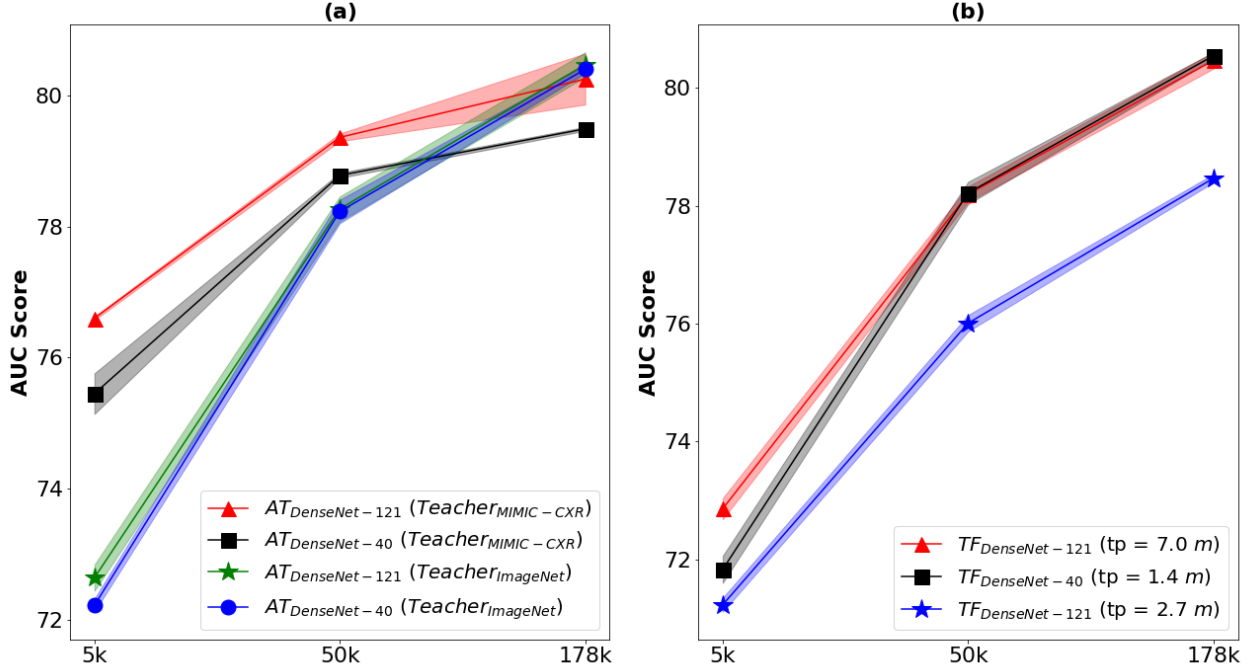 (a)
AUC Score
80
78
76
74
72
5k
50k
178k
AT_DenseNet−121 (Teacher_MIMIC−CXR)
AT_DenseNet−40 (Teacher_MIMIC−CXR)
AT_DenseNet−121 (Teacher_ImageNet)
AT_DenseNet−40 (Teacher_ImageNet)
(b)
AUC Score
80
78
76
74
72
5k
50k
178k
TF_DenseNet−121 (tp = 7.0 m)
TF_DenseNet−40 (tp = 1.4 m)
TF_DenseNet−121 (tp = 2.7 m)